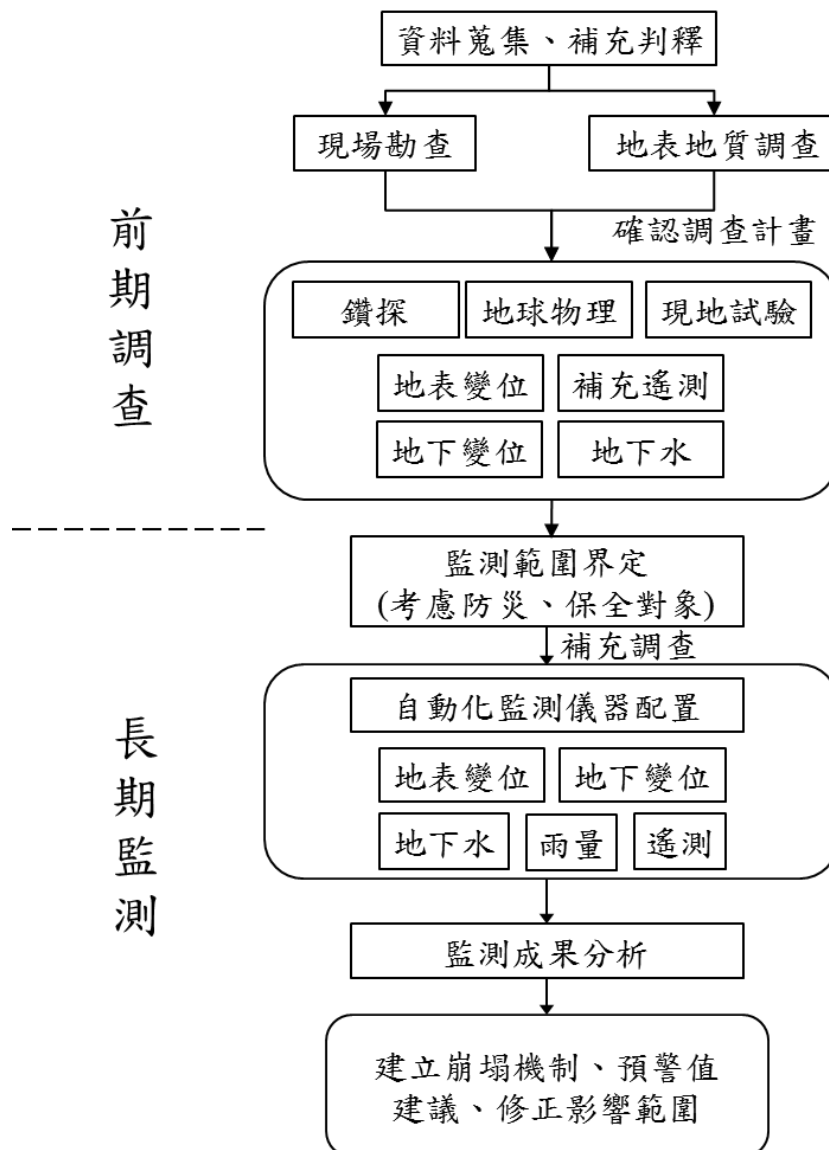 資料蒐集、補充判釋
現場勘查
地表地質調查
確認調查計畫
前期調查
鑽探
地球物理
現地試驗
地表變位
補充遙測
地下變位
地下水
監測範圍界定
(考慮防災、保全對象)
補充調查
長期監測
自動化監測儀器配置
地表變位
地下變位
地下水
雨量
遙測
監測成果分析
建立崩塌機制、預警值
建議、修正影響範圍